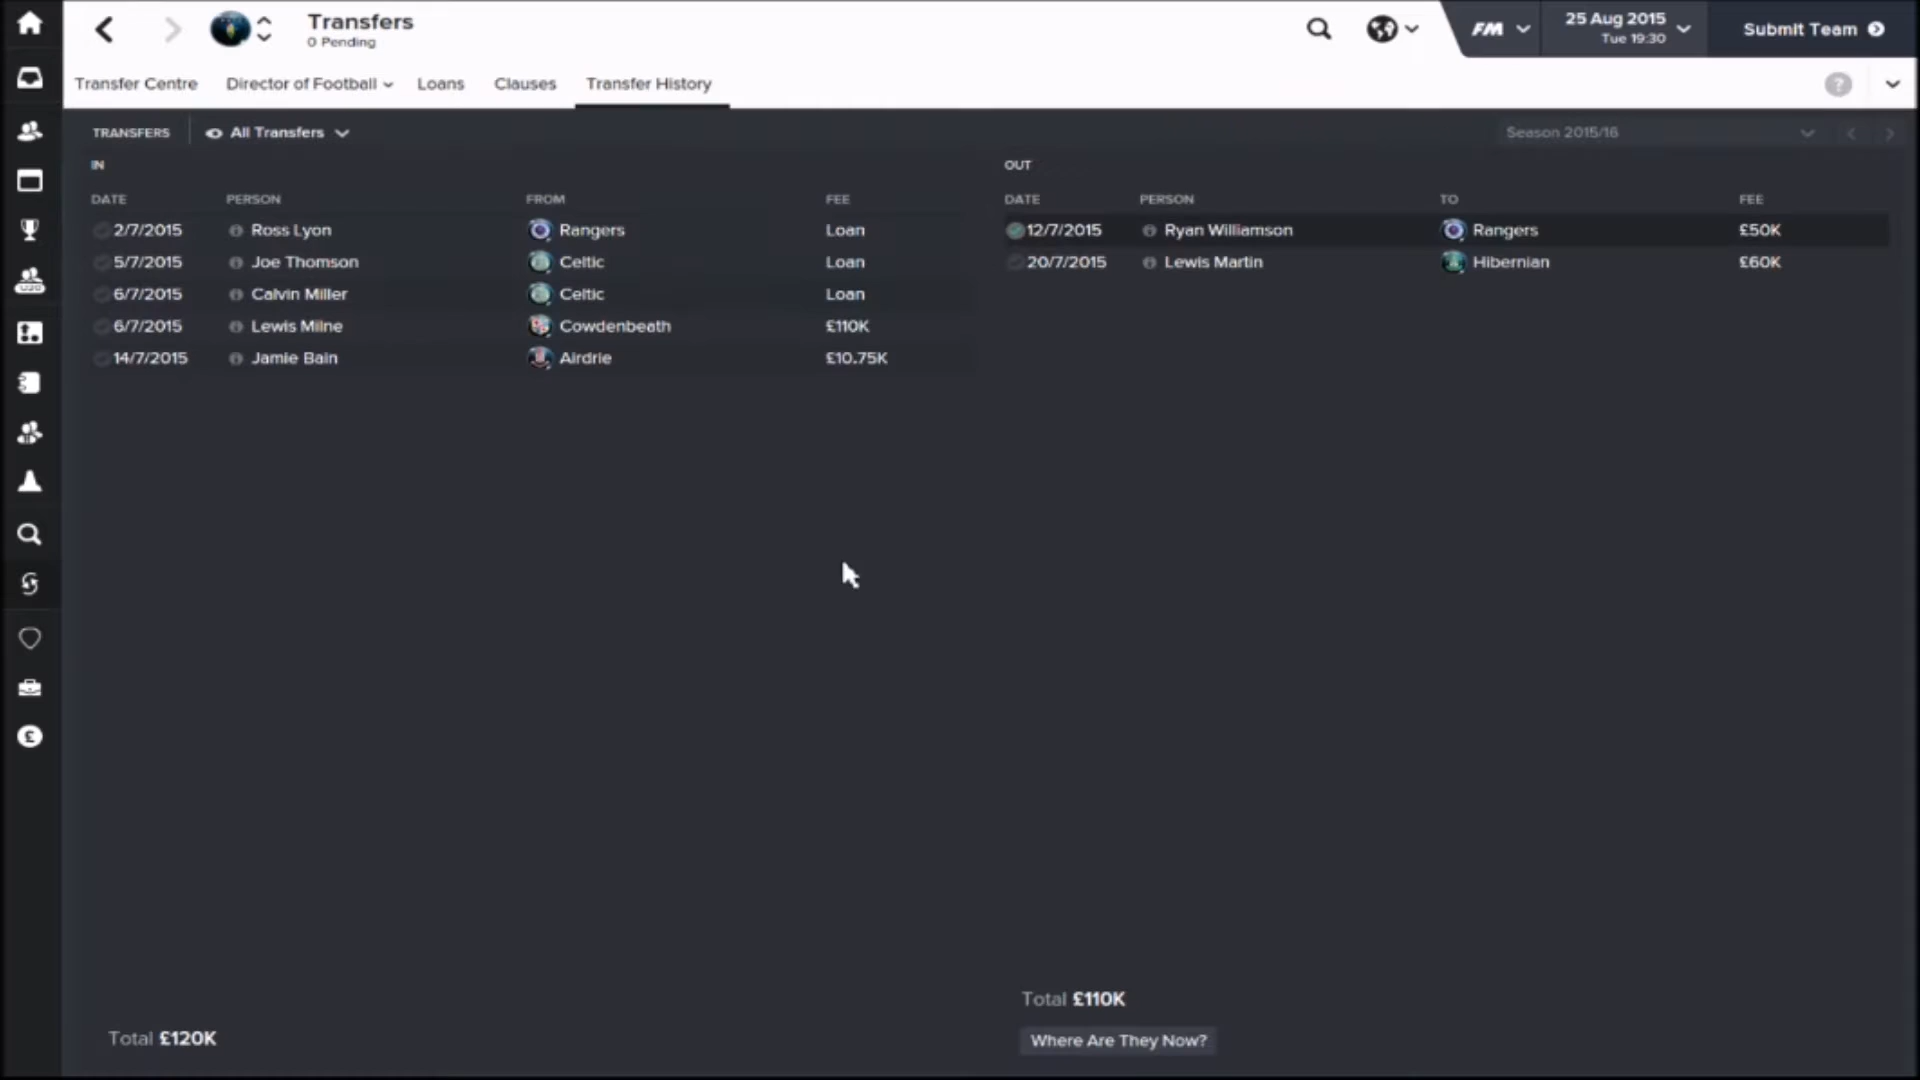 Transfers
0 Pending
FM
25 Aug 2015
Tue 19:30
Submit Team
Transfer Centre
Director of Football
Loans
Clauses
Transfer History
?
TRANSFERS
All Transfers
Season 2015/16
IN
DATE PERSON FROM FEE
2/7/2015 Ross Lyon Rangers Loan
5/7/2015 Joe Thomson Celtic Loan
6/7/2015 Calvin Miller Celtic Loan
6/7/2015 Lewis Milne Cowdenbeath £110K
14/7/2015 Jamie Bain Airdrie £10.75K
Total £120K
OUT
DATE PERSON TO FEE
12/7/2015 Ryan Williamson Rangers £50K
20/7/2015 Lewis Martin Hibernian £60K
Total £110K
Where Are They Now?
U20
£